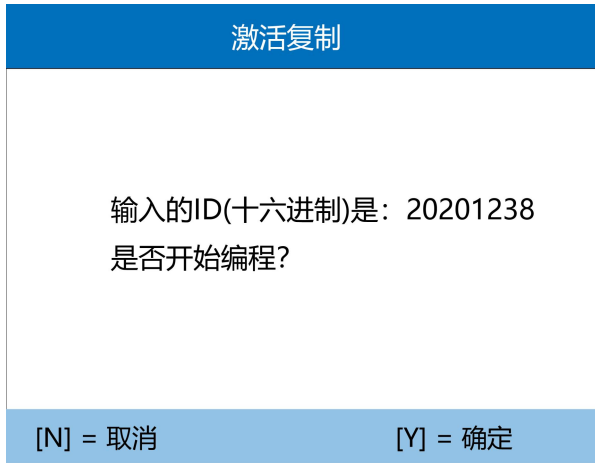 激活复制
输入的ID(十六进制)是：20201238
是否开始编程？
[N] = 取消
[Y] = 确定